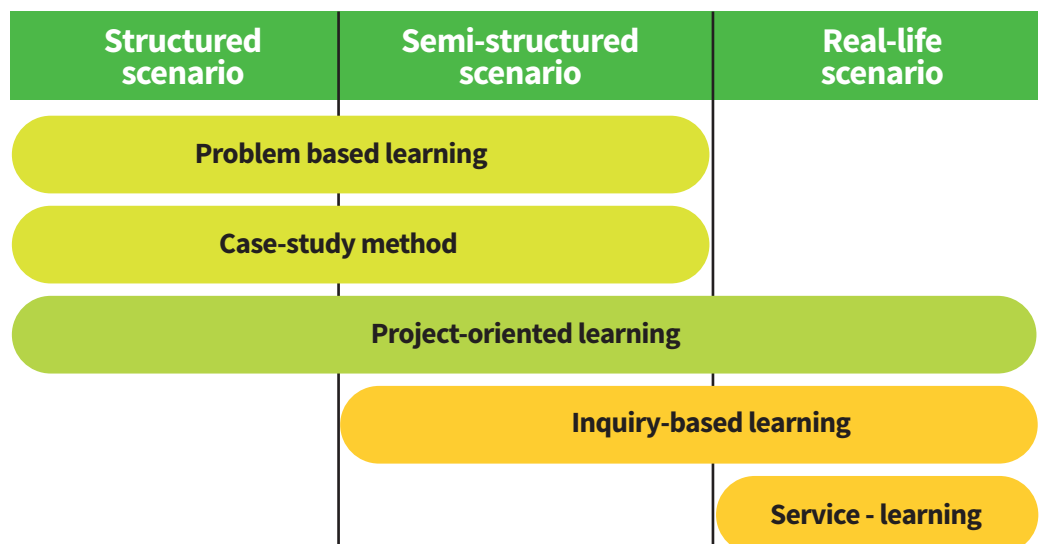 Structured
scenario
Semi-structured
scenario
Real-life
scenario
Problem based learning
Case-study method
Project-oriented learning
Inquiry-based learning
Service - learning